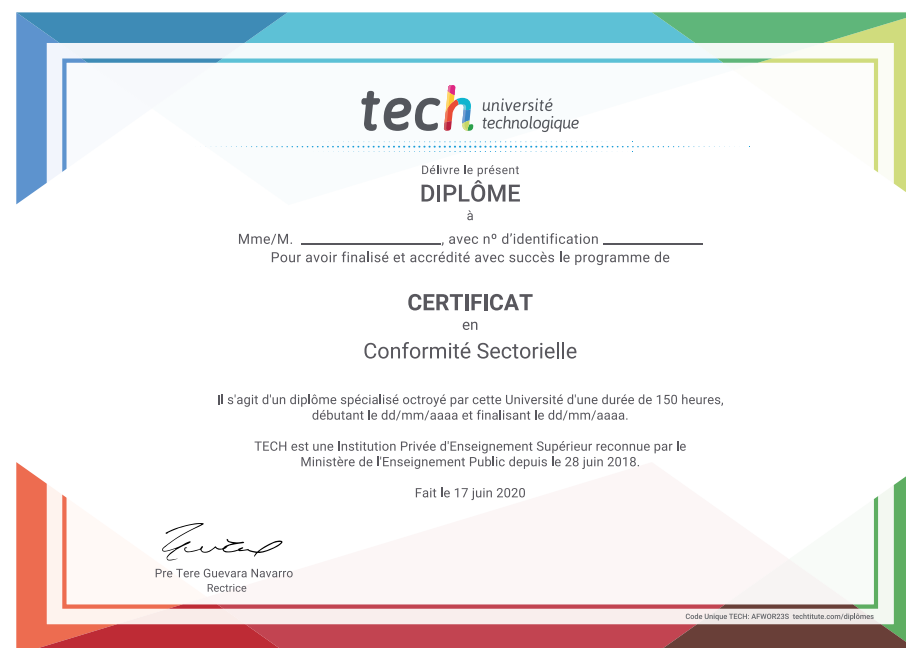 tech université
technologique
Délivre le présent
DIPLÔME
à
Mme/M. ____________________, avec nº d'identification ______________
Pour avoir finalisé et accrédité avec succès le programme de
CERTIFICAT
en
Conformité Sectorielle
Il s'agit d'un diplôme spécialisé octroyé par cette Université d'une durée de 150 heures,
débutant le dd/mm/aaaa et finalisant le dd/mm/aaaa.
TECH est une Institution Privée d'Enseignement Supérieur reconnue par le
Ministère de l'Enseignement Public depuis le 28 juin 2018.
Fait le 17 juin 2020
Pre Tere Guevara Navarro
Rectrice
Code Unique TECH: AFWOR23S techtitute.com/diplômes